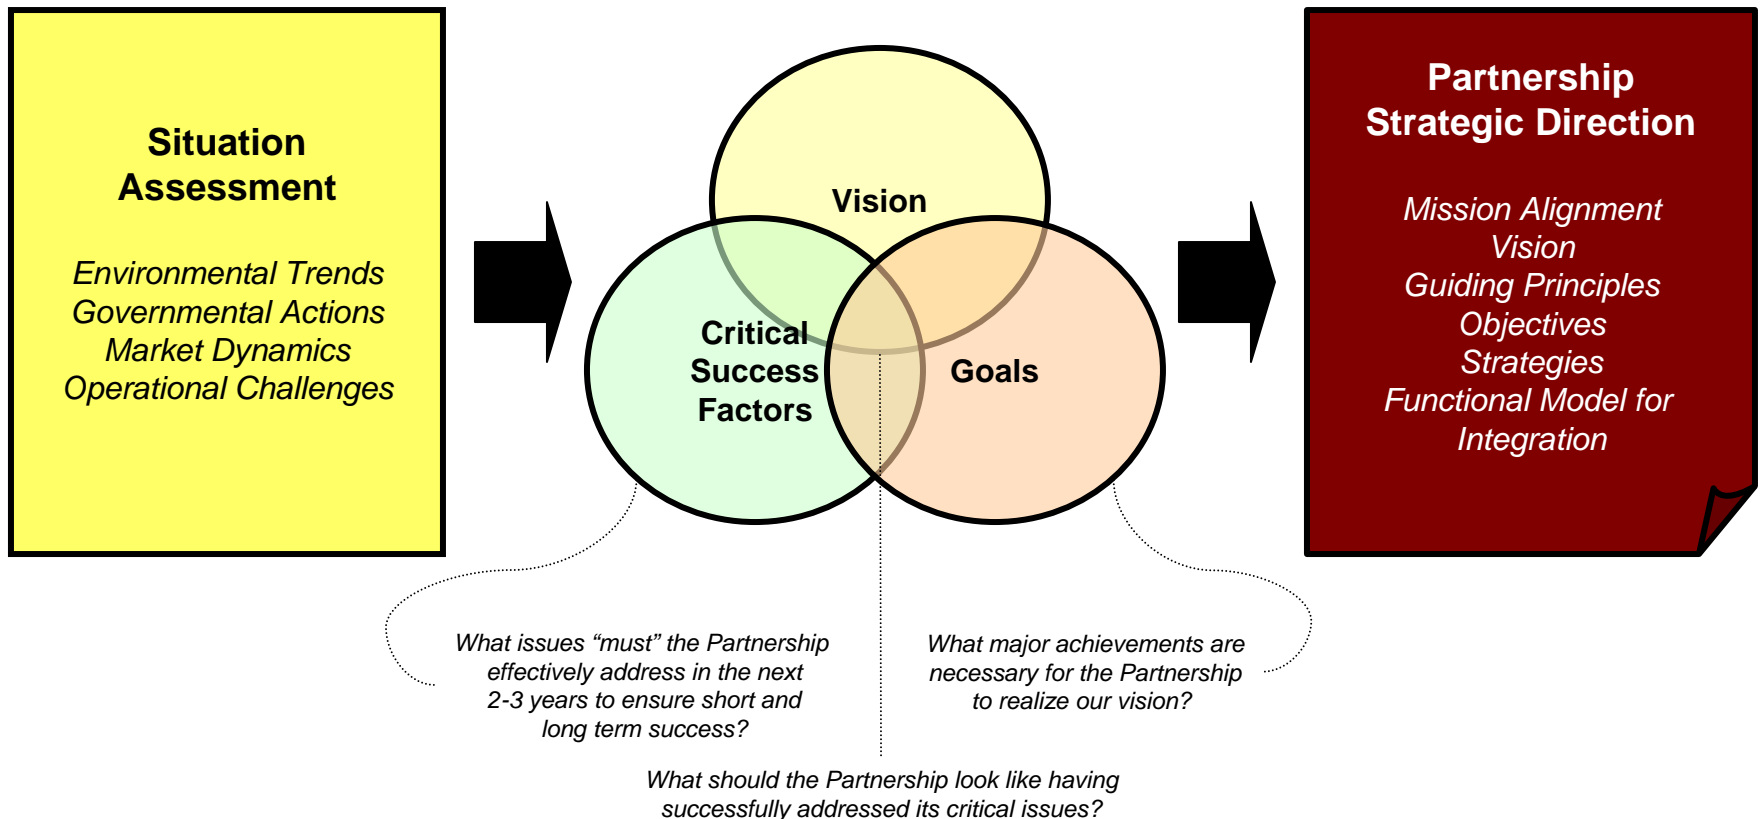 Situation
Assessment
Environmental Trends
Governmental Actions
Market Dynamics
Operational Challenges
Vision
Critical
Success
Factors
Goals
Partnership
Strategic Direction
Mission Alignment
Vision
Guiding Principles
Objectives
Strategies
Functional Model for
Integration
What issues “must” the Partnership
effectively address in the next
2-3 years to ensure short and
long term success?
What major achievements are
necessary for the Partnership
to realize our vision?
What should the Partnership look like having
successfully addressed its critical issues?